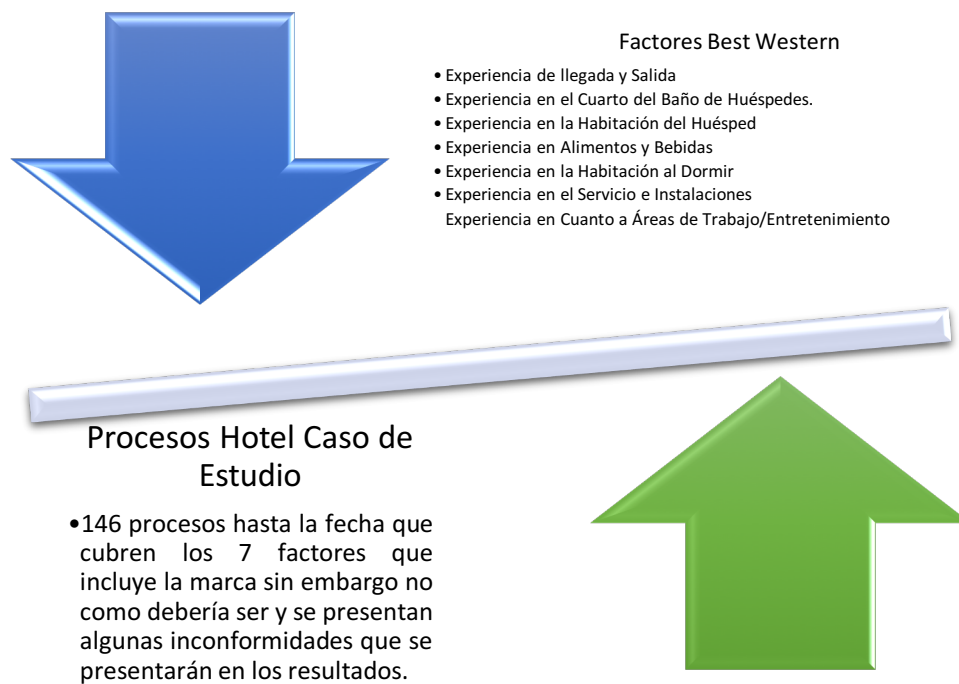 Factores Best Western
• Experiencia de llegada y Salida
• Experiencia en el Cuarto del Baño de Huéspedes.
• Experiencia en la Habitación del Huésped
• Experiencia en Alimentos y Bebidas
• Experiencia en la Habitación al Dormir
• Experiencia en el Servicio e Instalaciones
Experiencia en Cuanto a Áreas de Trabajo/Entretenimiento
Procesos Hotel Caso de
Estudio
•146 procesos hasta la fecha que
cubren los 7 factores que
incluye la marca sin embargo no
como debería ser y se presentan
algunas inconformidades que se
presentarán en los resultados.